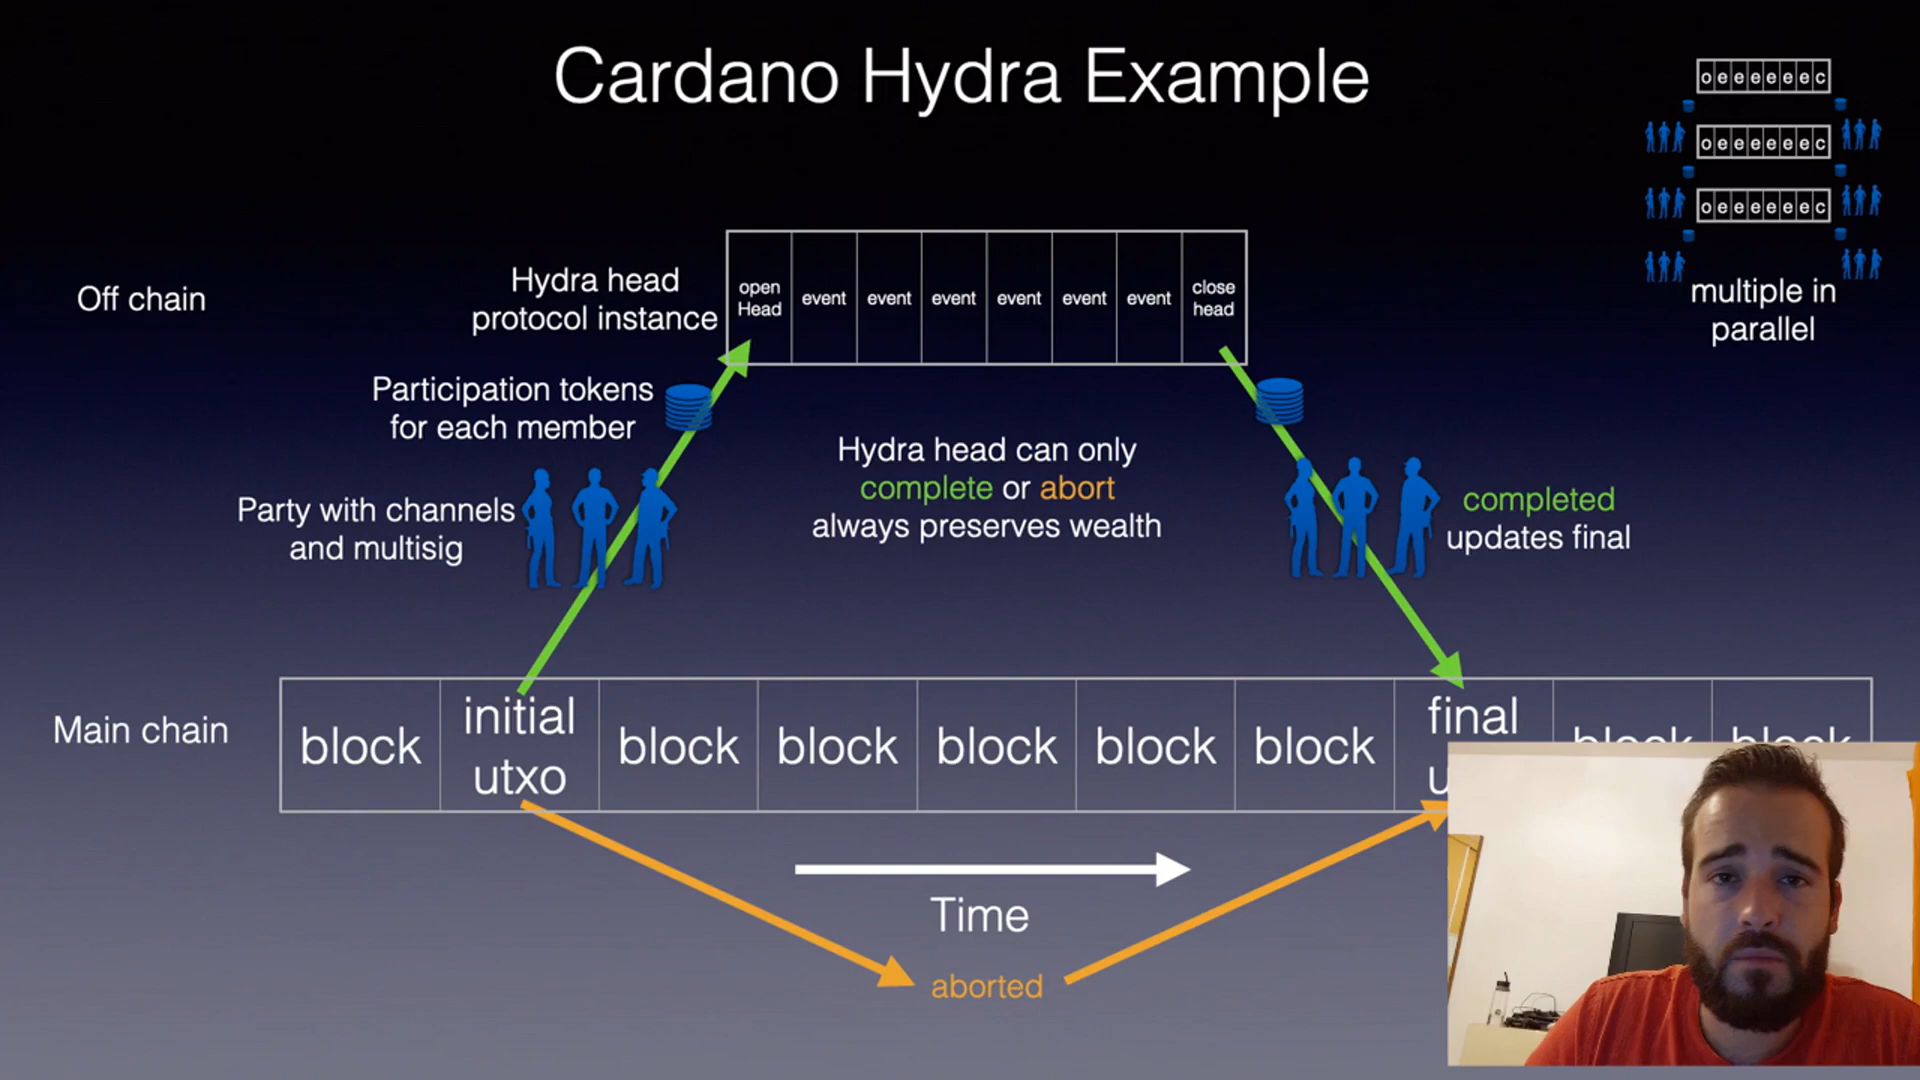 Cardano Hydra Example
o e e e e e e c
o e e e e e e c
o e e e e e e c
multiple in
parallel
Off chain
Hydra head
protocol instance
open
Head
event
event
event
event
event
event
close
head
Participation tokens
for each member
Party with channels
and multisig
Hydra head can only
complete or abort
always preserves wealth
completed
updates final
Main chain
block
initial
utxo
block
block
block
block
block
final
block
block
Time
aborted